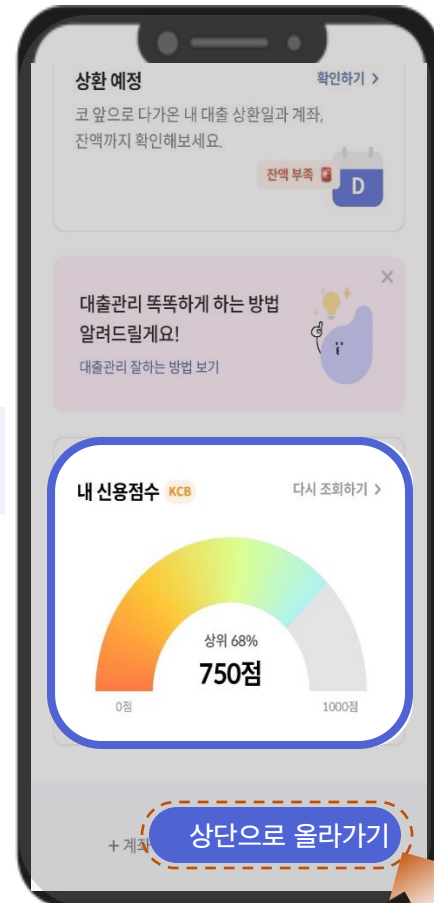 상환 예정
확인하기 >
코 앞으로 다가온 내 대출 상환일과 계좌,
잔액까지 확인해보세요.
잔액 부족
D
대출관리 똑똑하게 하는 방법
알려드릴게요!
대출관리 잘하는 방법 보기
내 신용점수 KCB
다시 조회하기 >
상위 68%
750점
0점
1000점
+ 계좌
상단으로 올라가기